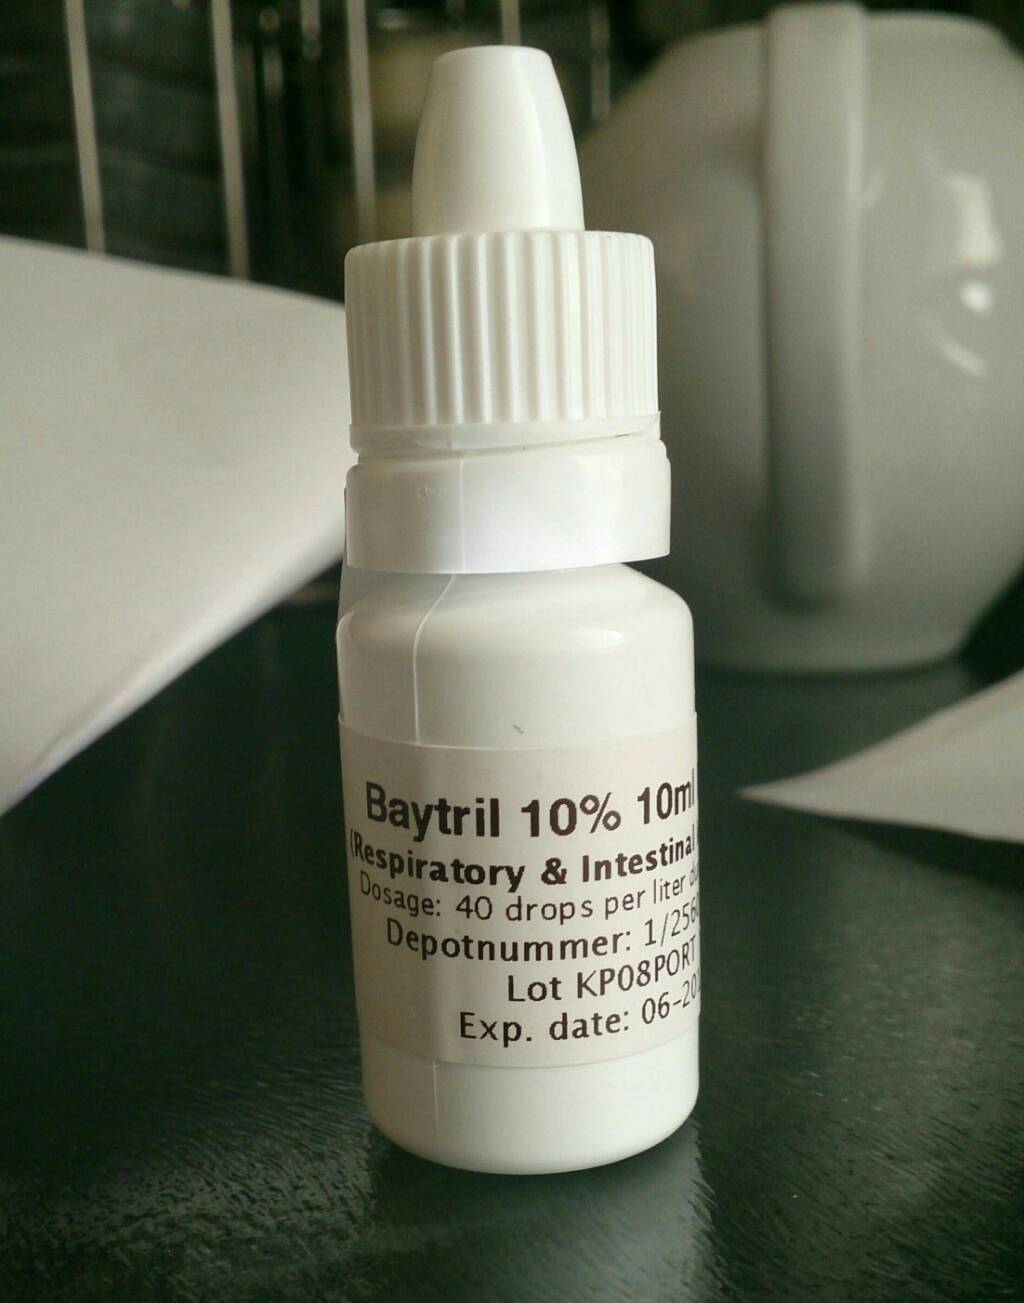 Baytril 10% 10ml
(Respiratory & Intestinal
Dosage: 40 drops per liter
Depotnummer: 1/256
Lot KP08PORT
Exp. date: 06-20